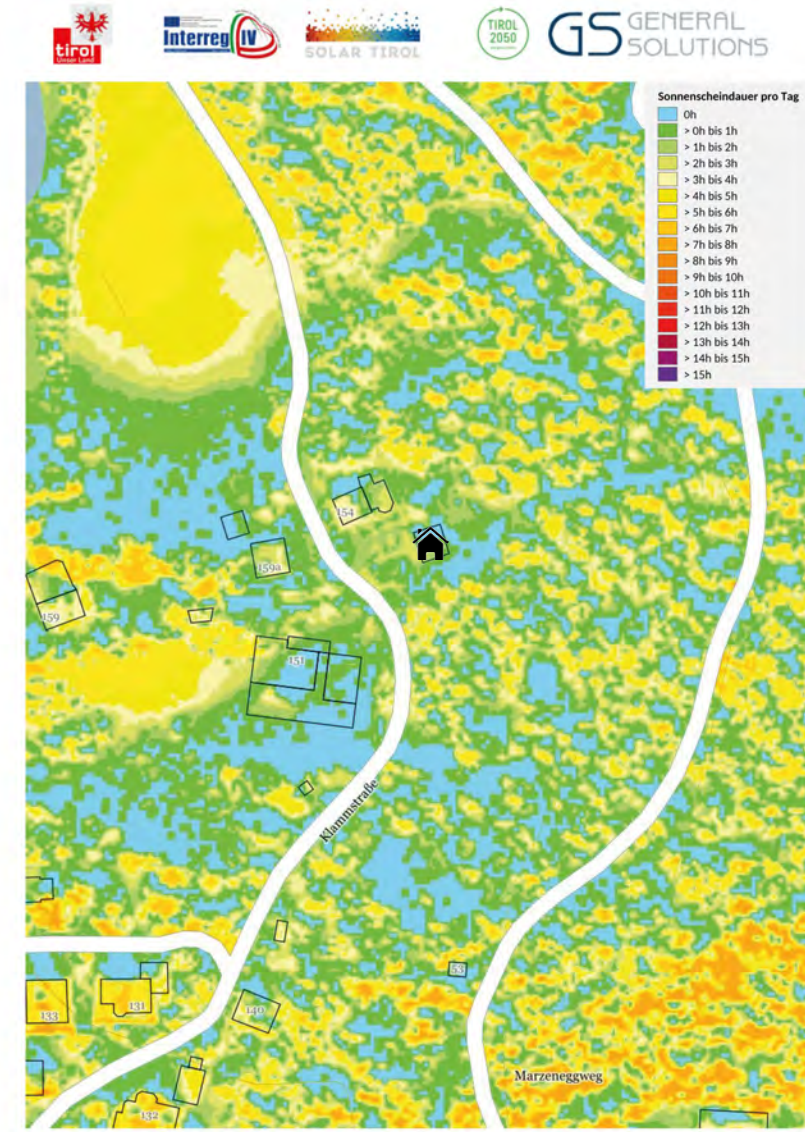 tirol
Unser Land
Interreg IV
SOLAR TIROL
TIROL
2050
GS GENERAL
SOLUTIONS
Sonnenscheindauer pro Tag
0h
> 0h bis 1h
> 1h bis 2h
> 2h bis 3h
> 3h bis 4h
> 4h bis 5h
> 5h bis 6h
> 6h bis 7h
> 7h bis 8h
> 8h bis 9h
> 9h bis 10h
> 10h bis 11h
> 11h bis 12h
> 12h bis 13h
> 13h bis 14h
> 14h bis 15h
> 15h
154
159a
159
151
Klammstraße
53
131
133
140
Marzeneggweg
132